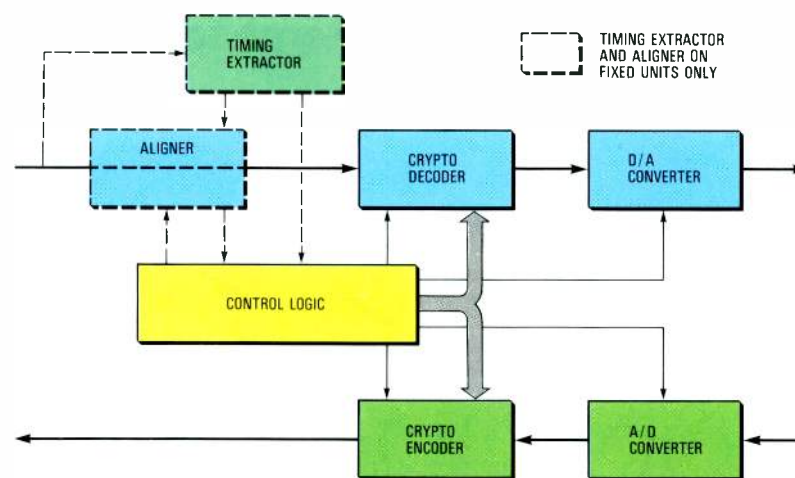 TIMING
EXTRACTOR
TIMING EXTRACTOR
AND ALIGNER ON
FIXED UNITS ONLY
ALIGNER
CRYPTO
DECODER
D/A
CONVERTER
CONTROL LOGIC
CRYPTO
ENCODER
A/D
CONVERTER